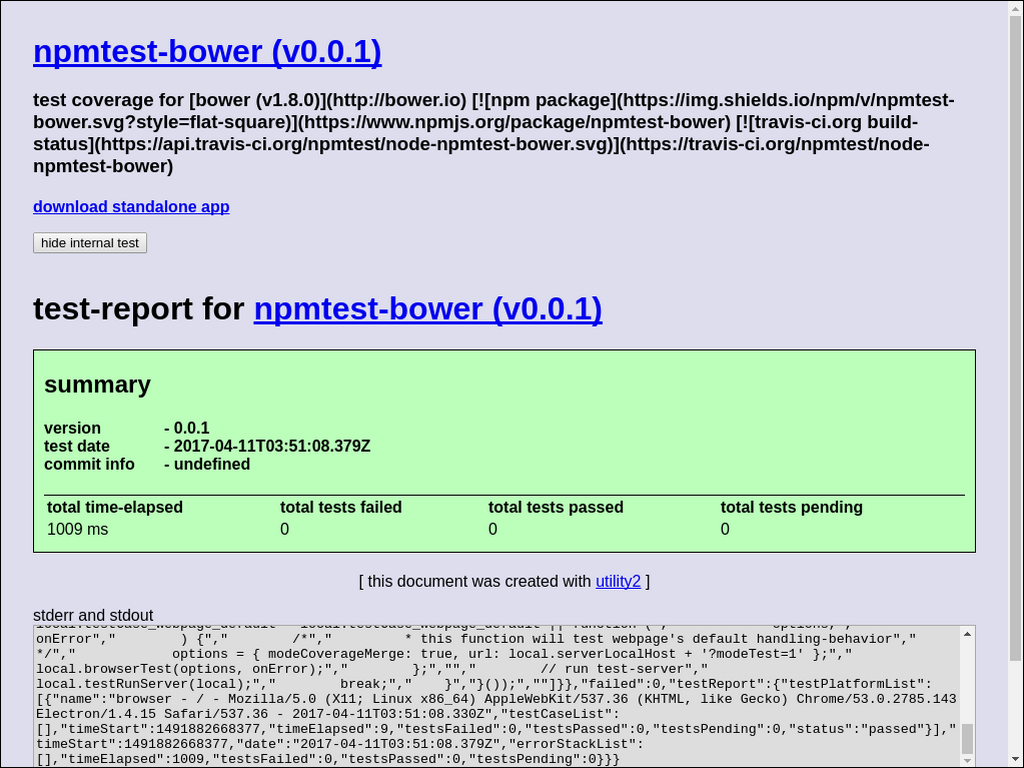 npmtest-bower (v0.0.1)
test coverage for [bower (v1.8.0)](http://bower.io) [![npm package](https://img.shields.io/npm/v/npmtest-
bower.svg?style=flat-square)](https://www.npmjs.org/package/npmtest-bower) [![travis-ci.org build-
status](https://api.travis-ci.org/npmtest/node-npmtest-bower.svg)](https://travis-ci.org/npmtest/node-
npmtest-bower)
download standalone app
hide internal test
test-report for npmtest-bower (v0.0.1)
summary
version - 0.0.1
test date - 2017-04-11T03:51:08.379Z
commit info - undefined
total time-elapsed total tests failed total tests passed total tests pending
1009 ms 0 0 0
[ this document was created with utility2 ]
stderr and stdout
onError","        ) {","        /*","         * this function will test webpage's default handling-behavior","
*/","            options = { modeCoverageMerge: true, url: local.serverLocalHost + '?modeTest=1' };","
local.browserTest(options, onError);","        };","","        // run test-server","
local.testRunServer(local);","        break;","    }","}());",""]}},"failed":0,"testReport":{"testPlatformList":
[{"name":"browser - / - Mozilla/5.0 (X11; Linux x86_64) AppleWebKit/537.36 (KHTML, like Gecko) Chrome/53.0.2785.143
Electron/1.4.15 Safari/537.36 - 2017-04-11T03:51:08.330Z","testCaseList":
[],"timeStart":1491882668377,"timeElapsed":9,"testsFailed":0,"testsPassed":0,"testsPending":0,"status":"passed"}],"
timeStart":1491882668377,"date":"2017-04-11T03:51:08.379Z","errorStackList":
[],"timeElapsed":1009,"testsFailed":0,"testsPassed":0,"testsPending":0}}}